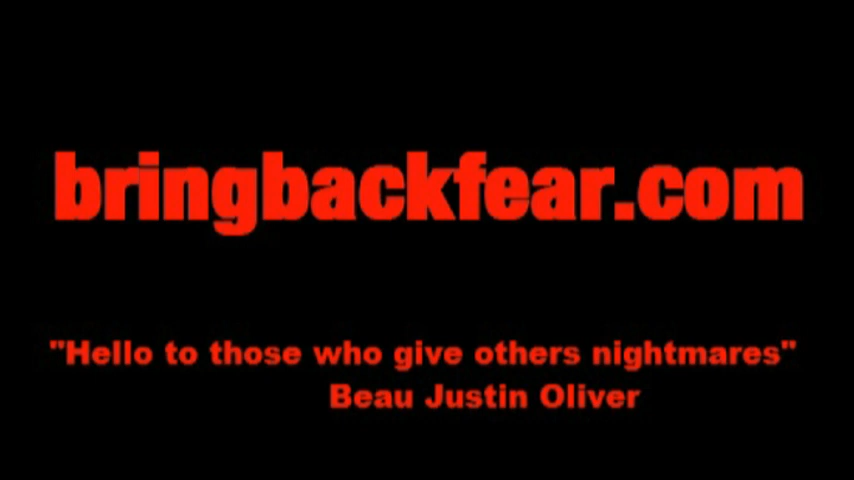 bringbackfear.com
"Hello to those who give others nightmares"
Beau Justin Oliver